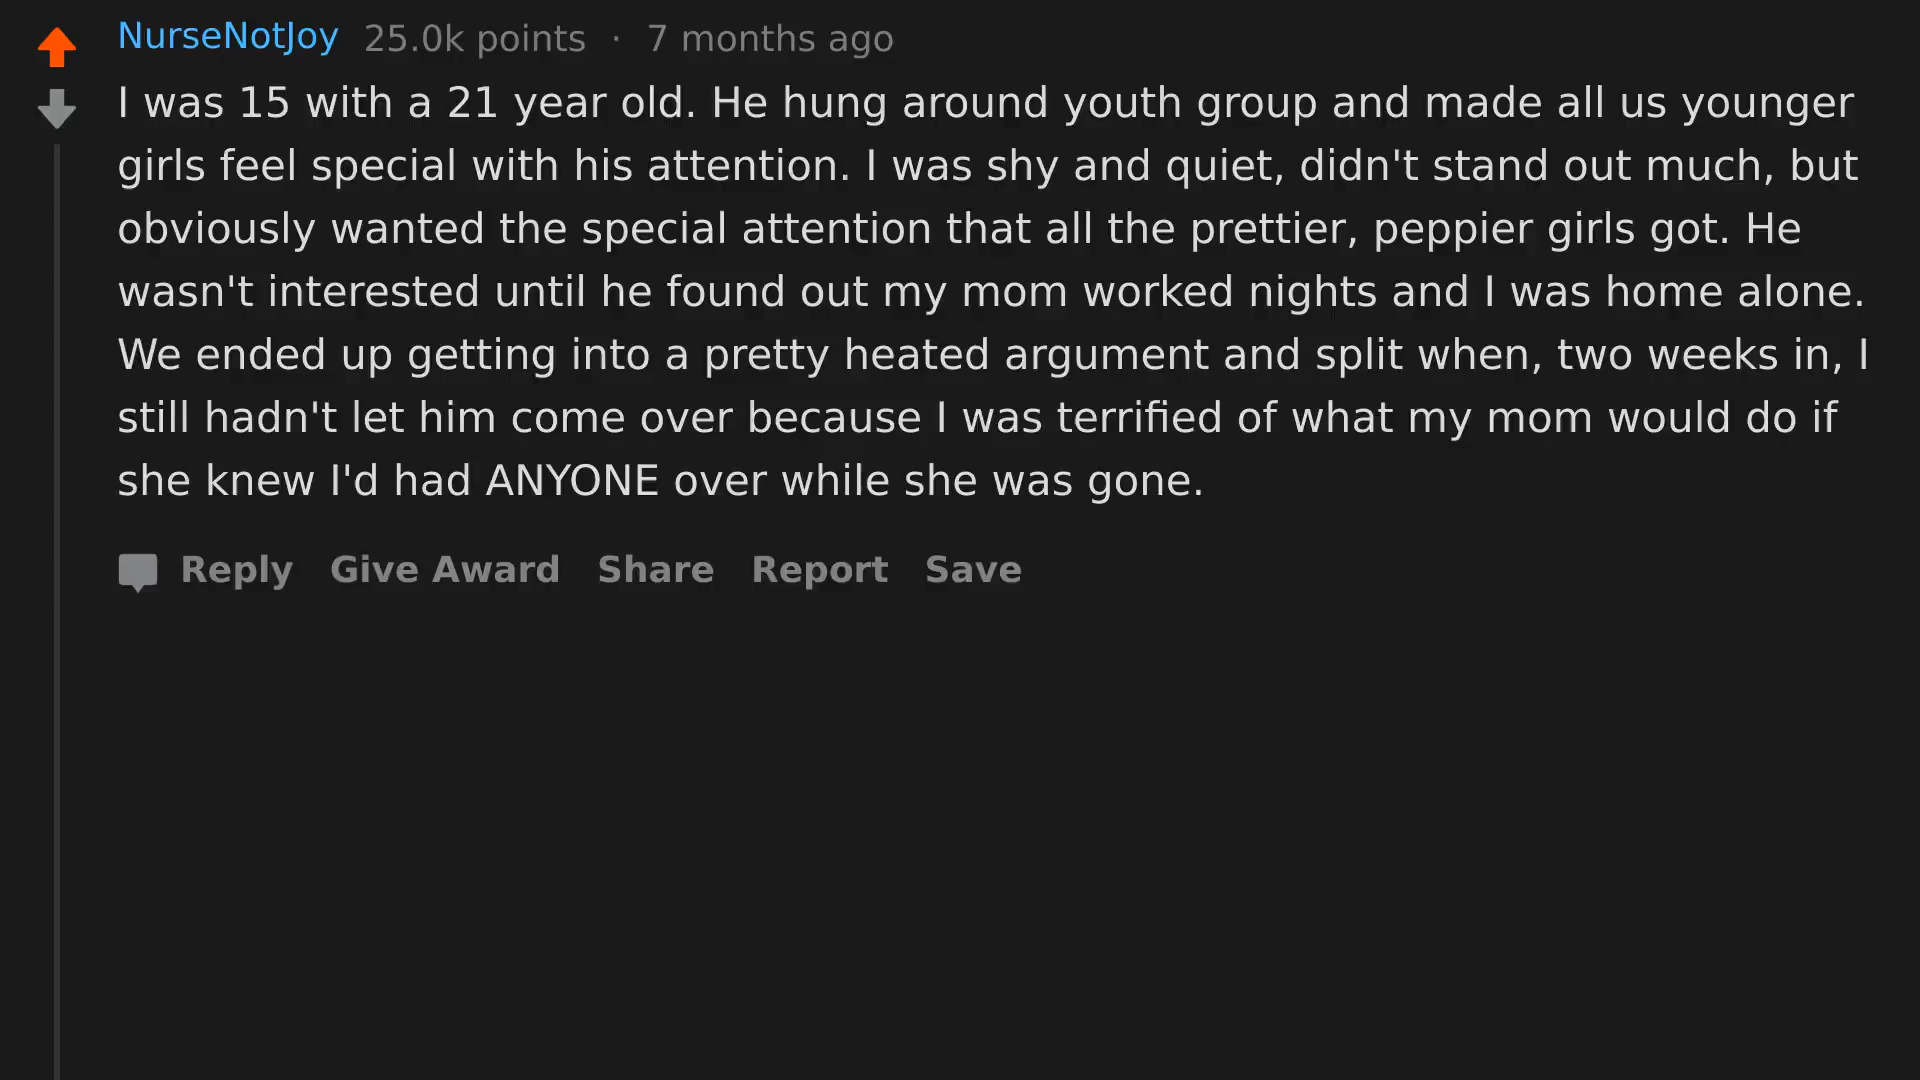 NurseNotJoy 25.0k points · 7 months ago
I was 15 with a 21 year old. He hung around youth group and made all us younger
girls feel special with his attention. I was shy and quiet, didn't stand out much, but
obviously wanted the special attention that all the prettier, peppier girls got. He
wasn't interested until he found out my mom worked nights and I was home alone.
We ended up getting into a pretty heated argument and split when, two weeks in, I
still hadn't let him come over because I was terrified of what my mom would do if
she knew I'd had ANYONE over while she was gone.
Reply Give Award Share Report Save